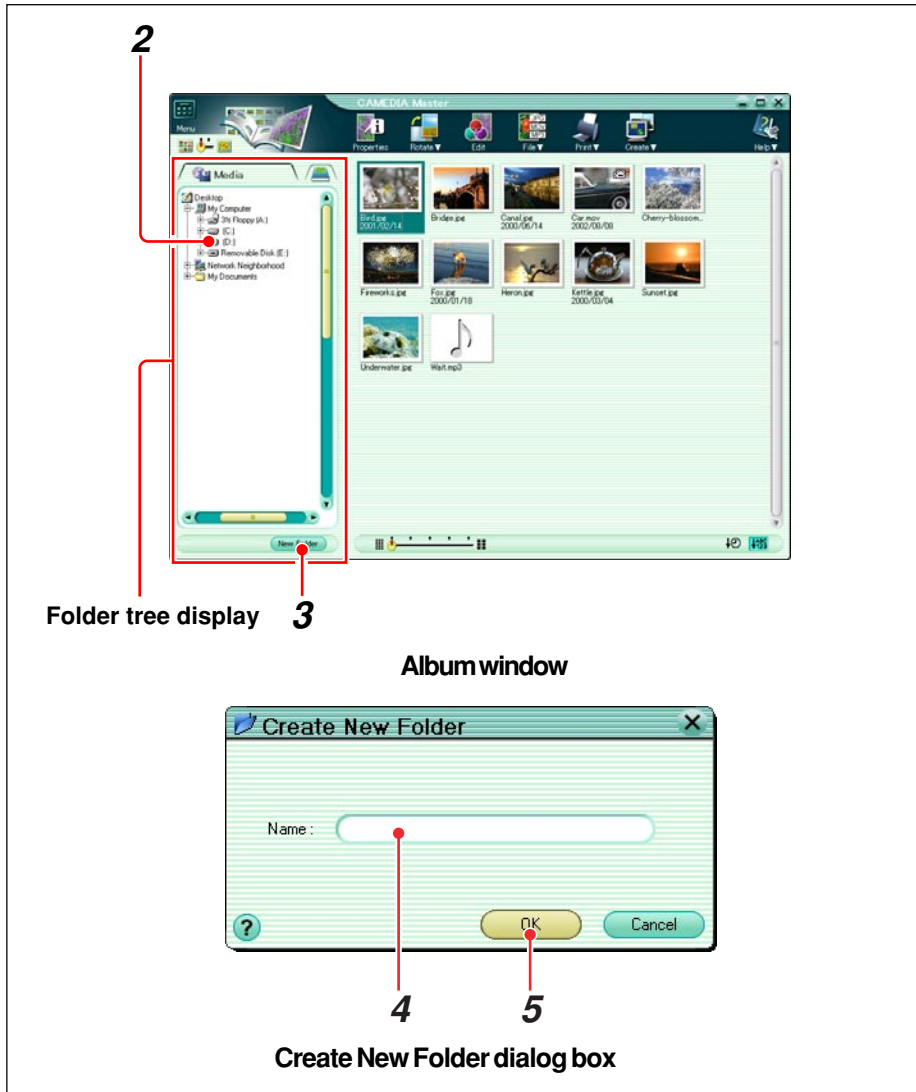 2
CAMEDIA Master
Menu
Properties Rotate Edit File Print Create Help
JPG
MOV
MP3
Media
Desktop
My Computer
3½ Floppy (A:)
(C:)
(D:)
Removable Disk (E:)
Network Neighborhood
My Documents
Bird.jpg Bridge.jpg Canal.jpg Car.mov Cherry-blossom..
2001/02/14 2000/06/14 2002/08/08
Fireworks.jpg Fox.jpg Heron.jpg Kettle.jpg Sunset.jpg
2000/01/18 2000/03/04
Underwater.jpg Wait.mp3
New Folder
Folder tree display 3
Album window
Create New Folder
Name :
? OK Cancel
4 5
Create New Folder dialog box